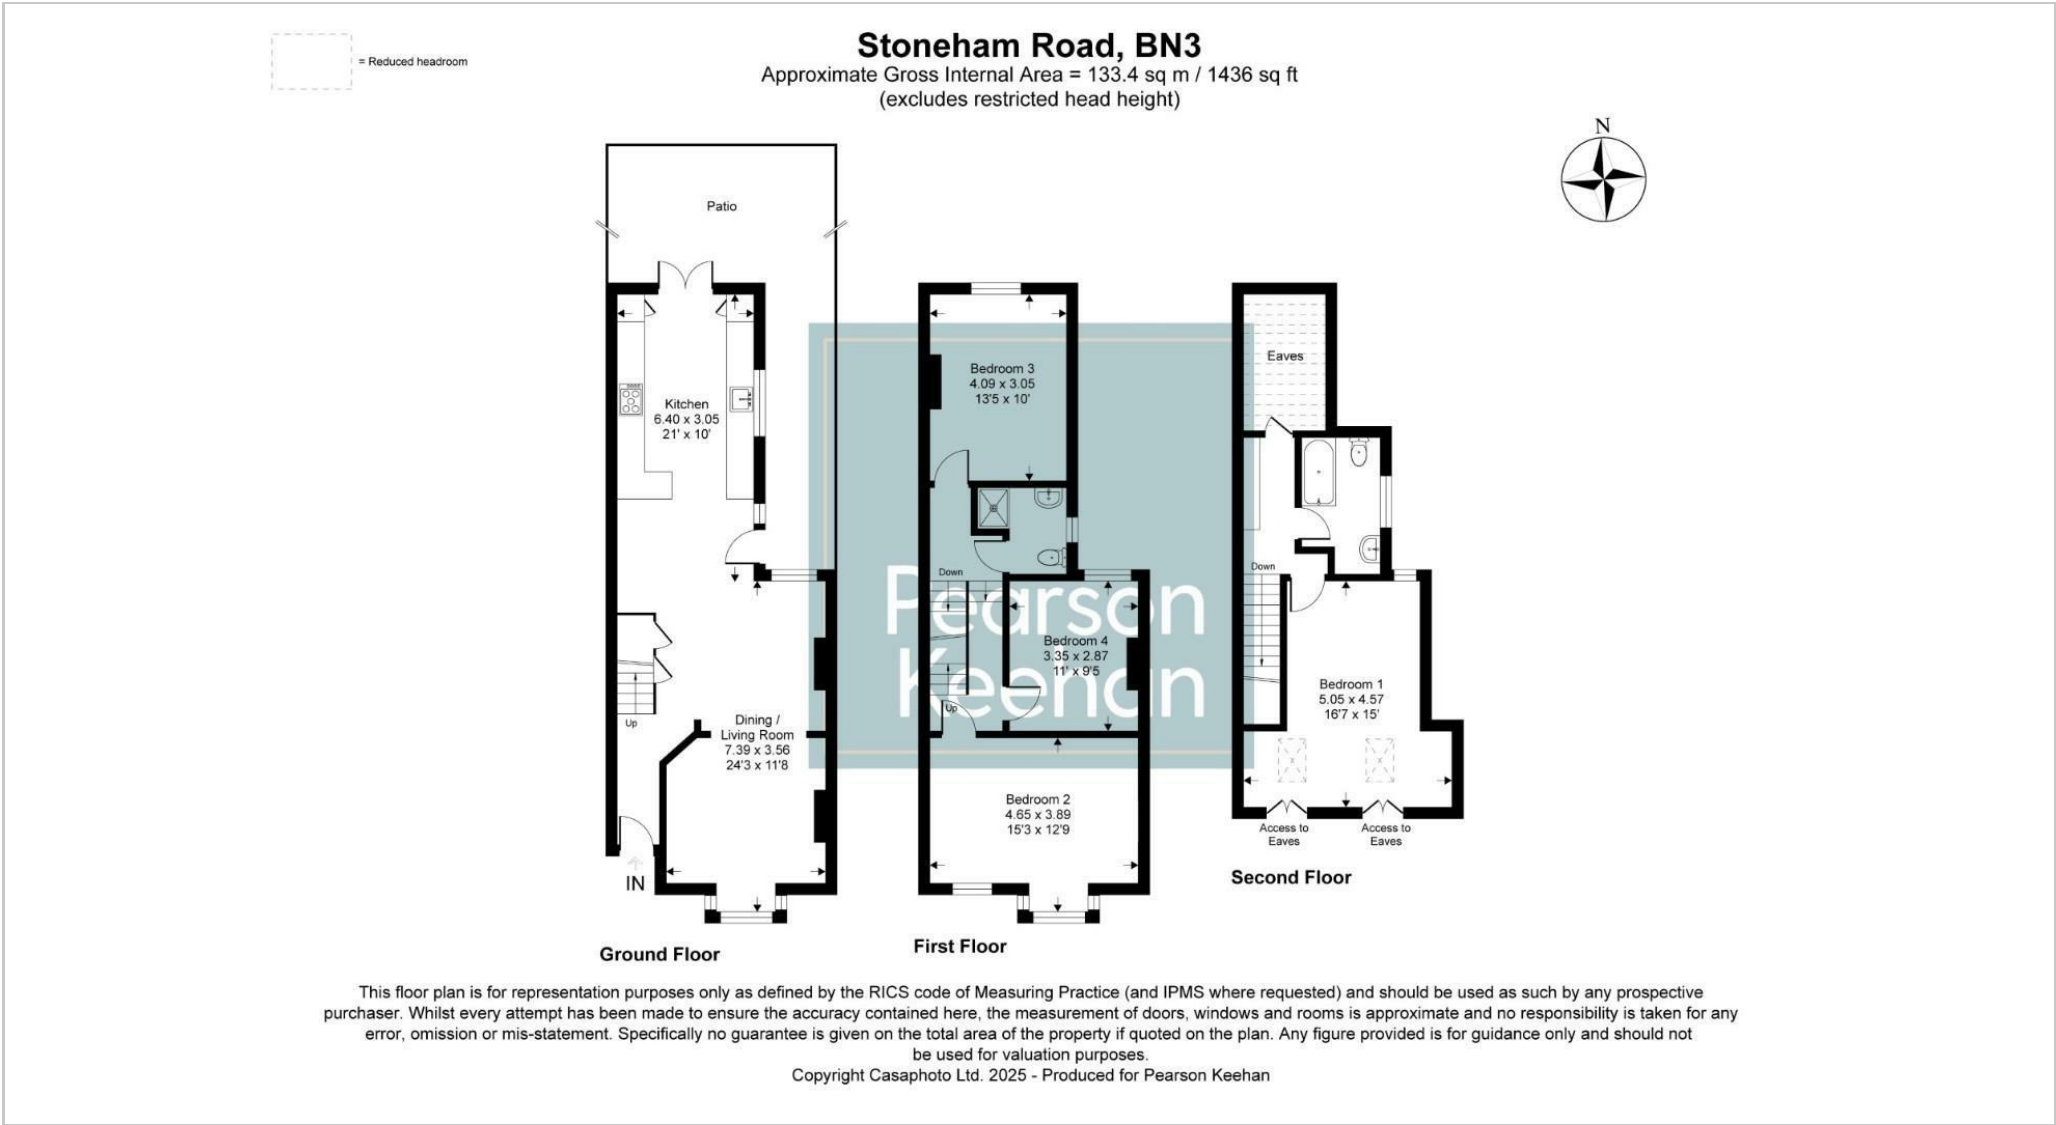 = Reduced headroom
Stoneham Road, BN3
Approximate Gross Internal Area = 133.4 sq m / 1436 sq ft
(excludes restricted head height)
N
Patio
Kitchen
6.40 x 3.05
21' x 10'
Up
Dining /
Living Room
7.39 x 3.56
24'3 x 11'8
IN
Ground Floor
Bedroom 3
4.09 x 3.05
13'5 x 10'
Down
Bedroom 4
3.35 x 2.87
11' x 9'5
Up
Bedroom 2
4.65 x 3.89
15'3 x 12'9
First Floor
Pearson
Keehan
Eaves
Down
Bedroom 1
5.05 x 4.57
16'7 x 15'
Access to
Eaves
Access to
Eaves
Second Floor
This floor plan is for representation purposes only as defined by the RICS code of Measuring Practice (and IPMS where requested) and should be used as such by any prospective
purchaser. Whilst every attempt has been made to ensure the accuracy contained here, the measurement of doors, windows and rooms is approximate and no responsibility is taken for any
error, omission or mis-statement. Specifically no guarantee is given on the total area of the property if quoted on the plan. Any figure provided is for guidance only and should not
be used for valuation purposes.
Copyright Casaphoto Ltd. 2025 - Produced for Pearson Keehan